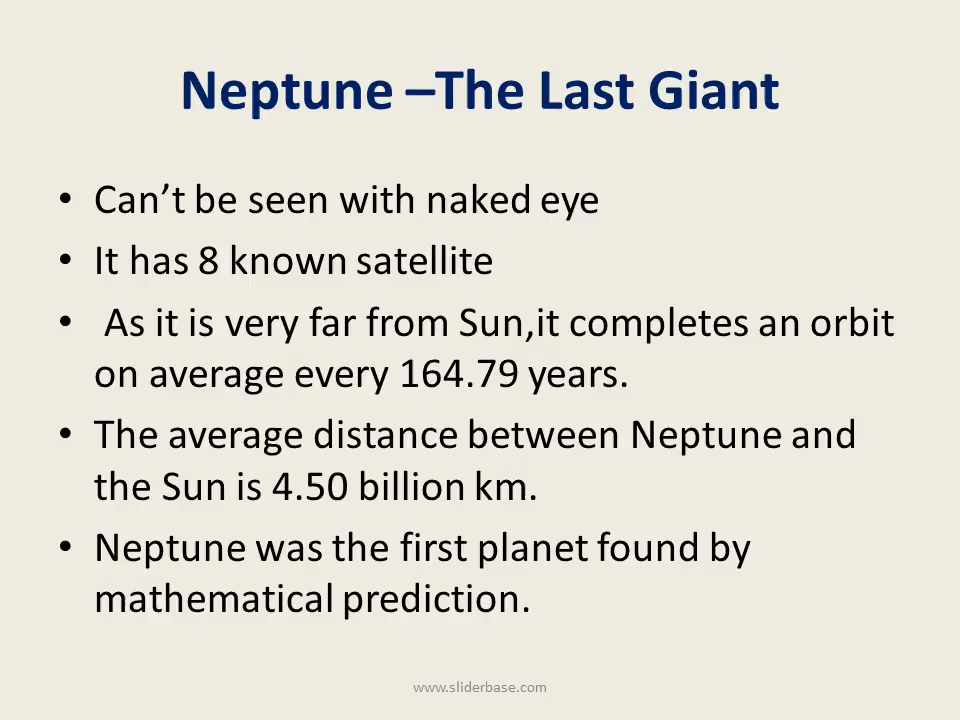 Neptune –The Last Giant
• Can’t be seen with naked eye
• It has 8 known satellite
• As it is very far from Sun,it completes an orbit
on average every 164.79 years.
• The average distance between Neptune and
the Sun is 4.50 billion km.
• Neptune was the first planet found by
mathematical prediction.
www.sliderbase.com